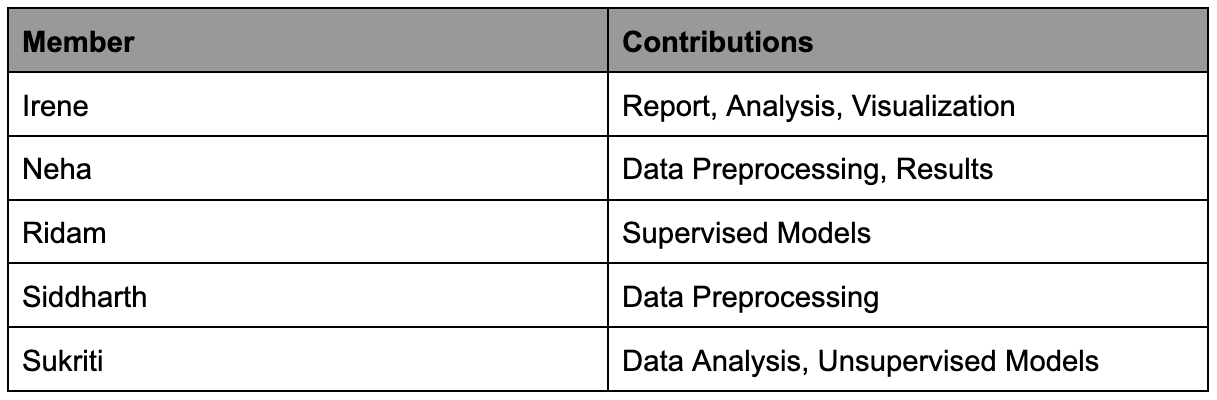 Member Contributions
Irene Report, Analysis, Visualization
Neha Data Preprocessing, Results
Ridam Supervised Models
Siddharth Data Preprocessing
Sukriti Data Analysis, Unsupervised Models